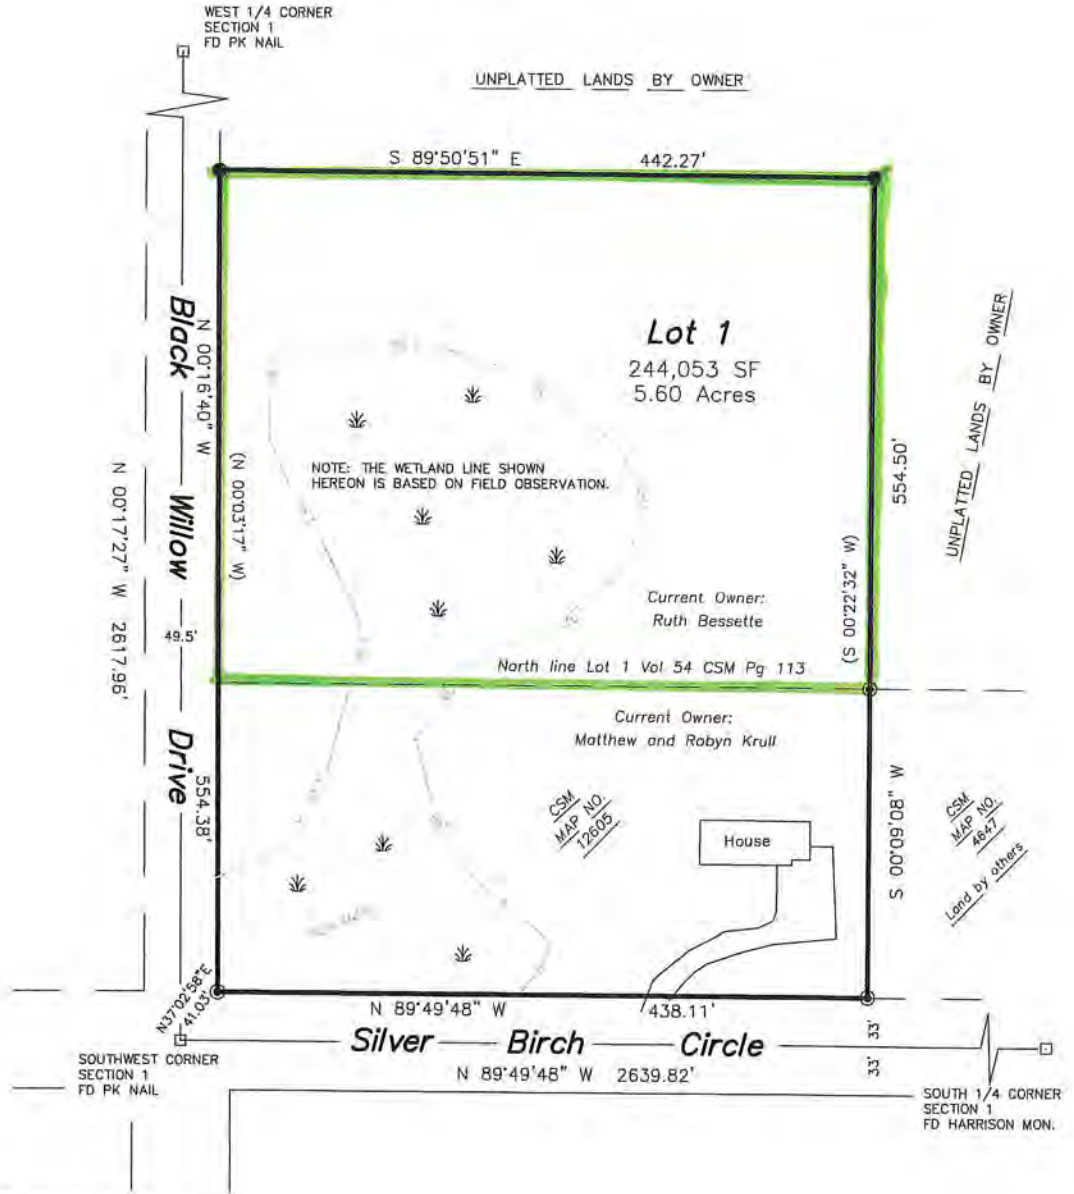 WEST 1/4 CORNER
SECTION 1
FD PK NAIL
UNPLATTED LANDS BY OWNER
S 89°50'51" E 442.27'
Lot 1
244,053 SF
5.60 Acres
NOTE: THE WETLAND LINE SHOWN
HEREON IS BASED ON FIELD OBSERVATION.
Current Owner:
Ruth Bessette
North line Lot 1 Vol 54 CSM Pg 113
Current Owner:
Matthew and Robyn Krull
CSM
MAP NO.
12605
House
UNPLATTED LANDS BY OWNER
554.50'
(S 00°22'32" W)
S 00°09'08" W
CSM
MAP NO.
4647
Land by others
Black Willow Drive
N 00°16'40" W
(N 00°03'17" W)
N 00°17'27" W 2617.96'
49.5'
554.38'
N37°02'58"E
41.03'
N 89°49'48" W 438.11'
Silver Birch Circle
N 89°49'48" W 2639.82'
33' 33'
SOUTHWEST CORNER
SECTION 1
FD PK NAIL
SOUTH 1/4 CORNER
SECTION 1
FD HARRISON MON.